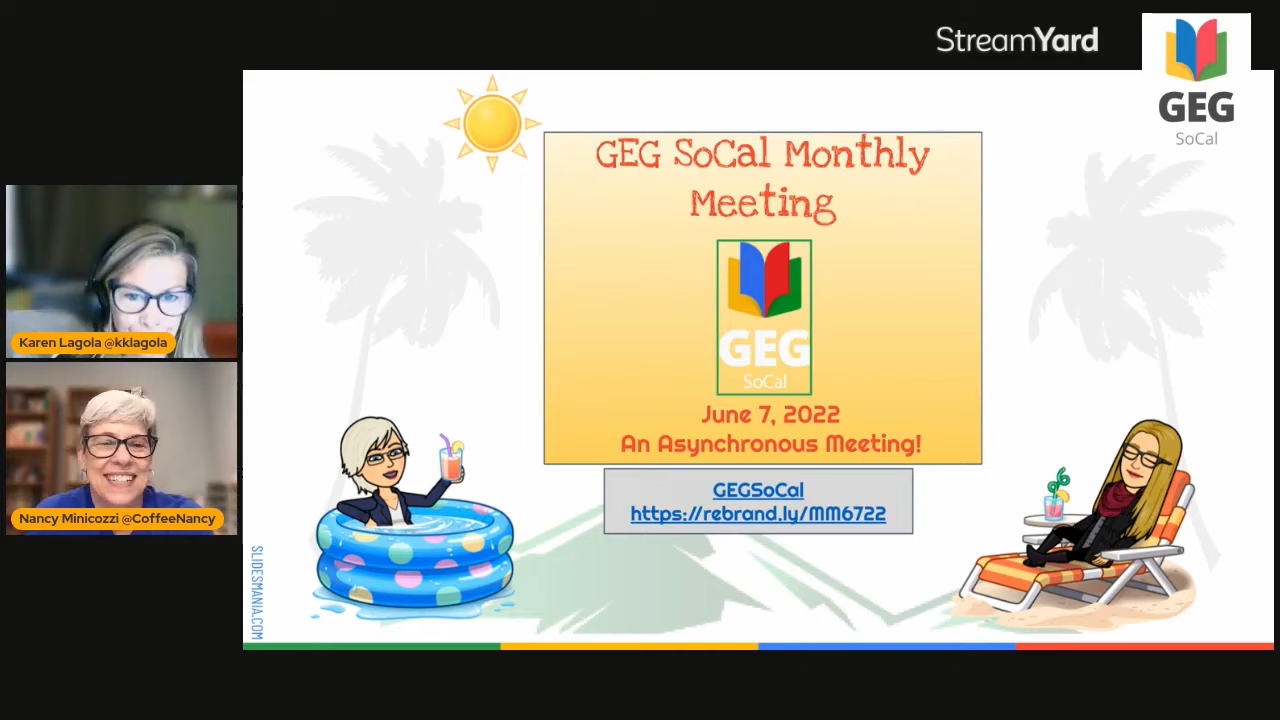 StreamYard
GEG
SoCal
GEG SoCal Monthly
Meeting
GEG
SoCal
June 7, 2022
An Asynchronous Meeting!
GEGSoCal
https://rebrand.ly/MM6722
Karen Lagola @kklagola
Nancy Minicozzi @CoffeeNancy
SLIDESMANIA.COM